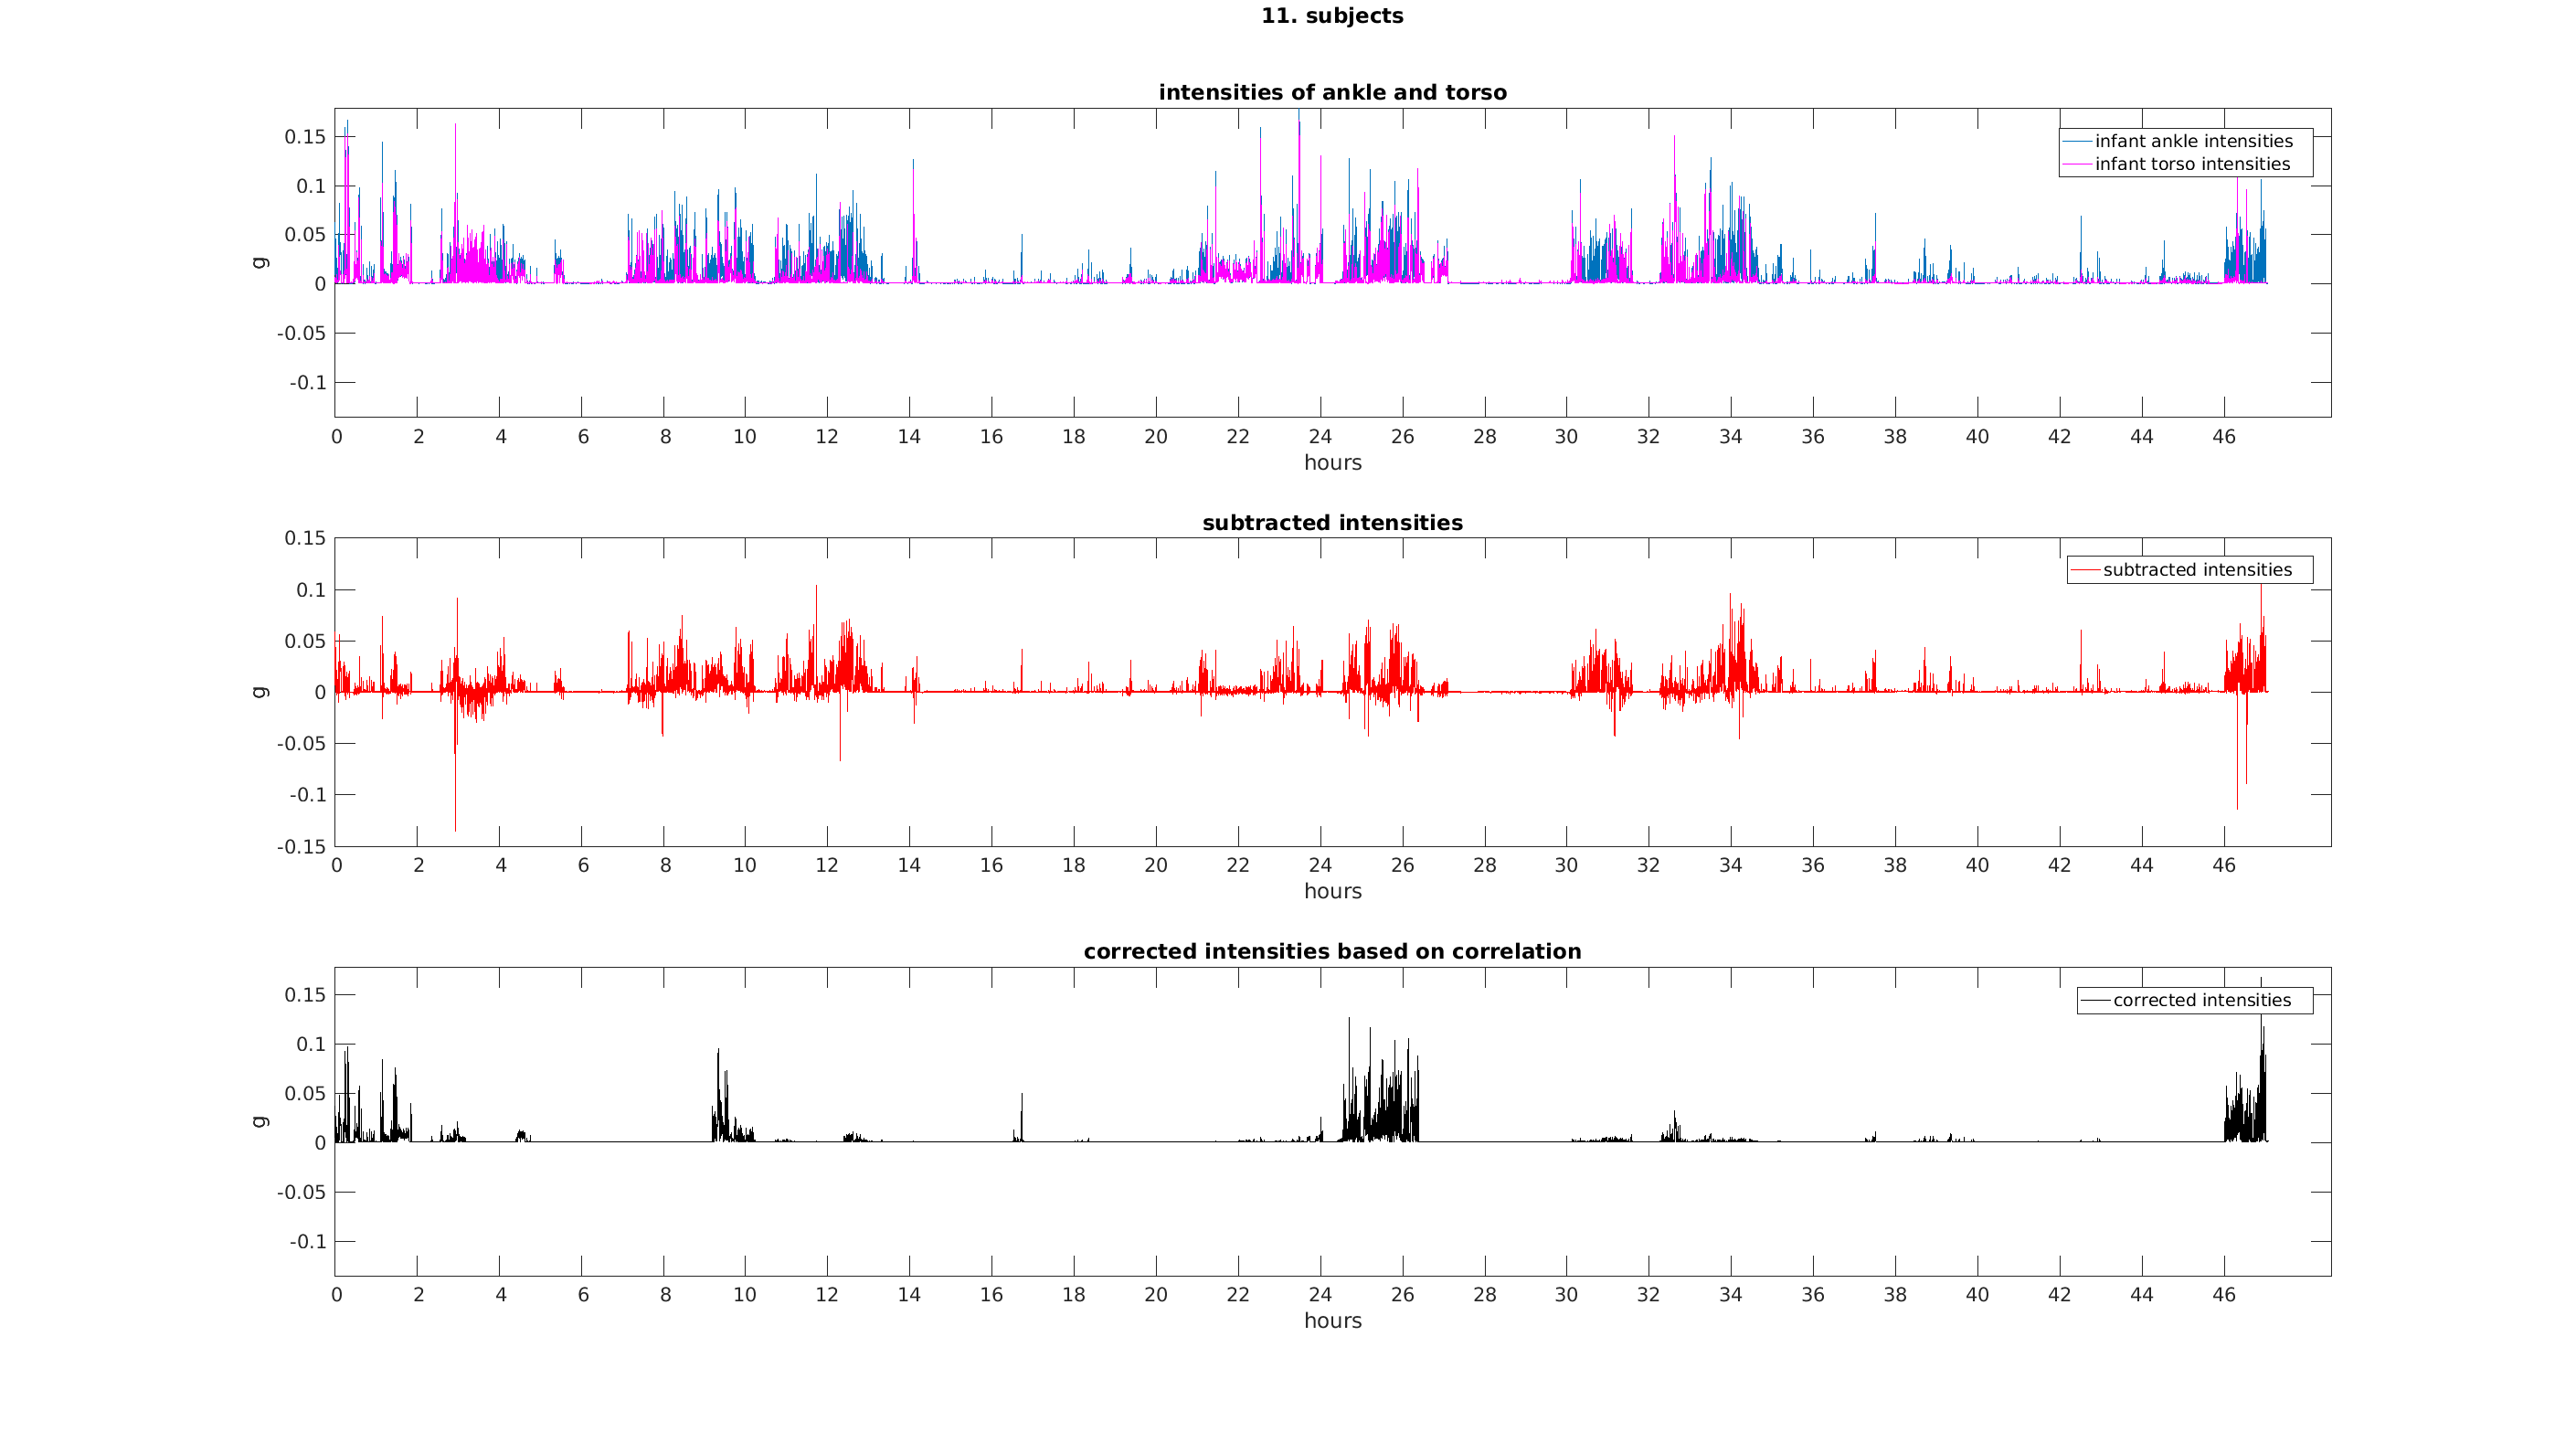 11. subjects
intensities of ankle and torso
0.15
0.1
0.05
0
-0.05
-0.1
g
infant ankle intensities
infant torso intensities
0 2 4 6 8 10 12 14 16 18 20 22 24 26 28 30 32 34 36 38 40 42 44 46
hours
subtracted intensities
0.15
0.1
0.05
0
-0.05
-0.1
-0.15
g
subtracted intensities
0 2 4 6 8 10 12 14 16 18 20 22 24 26 28 30 32 34 36 38 40 42 44 46
hours
corrected intensities based on correlation
0.15
0.1
0.05
0
-0.05
-0.1
g
corrected intensities
0 2 4 6 8 10 12 14 16 18 20 22 24 26 28 30 32 34 36 38 40 42 44 46
hours